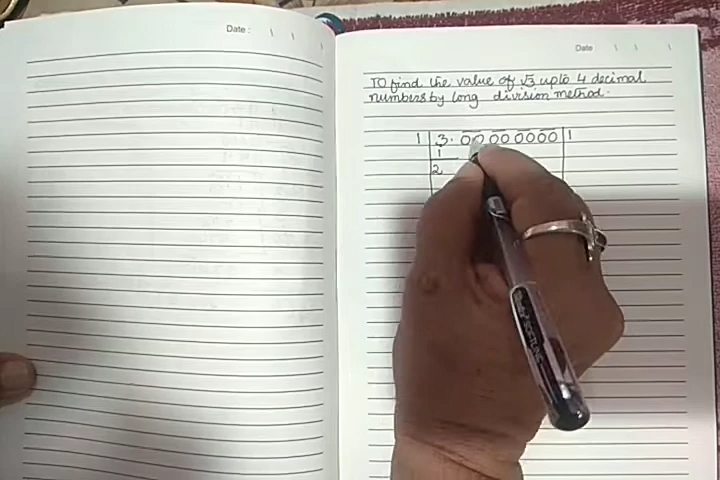 Date :
Date
TO find the value of √3 upto 4 decimal
numbers by long division method.
1 3. 00 00 00 00 1
1
2